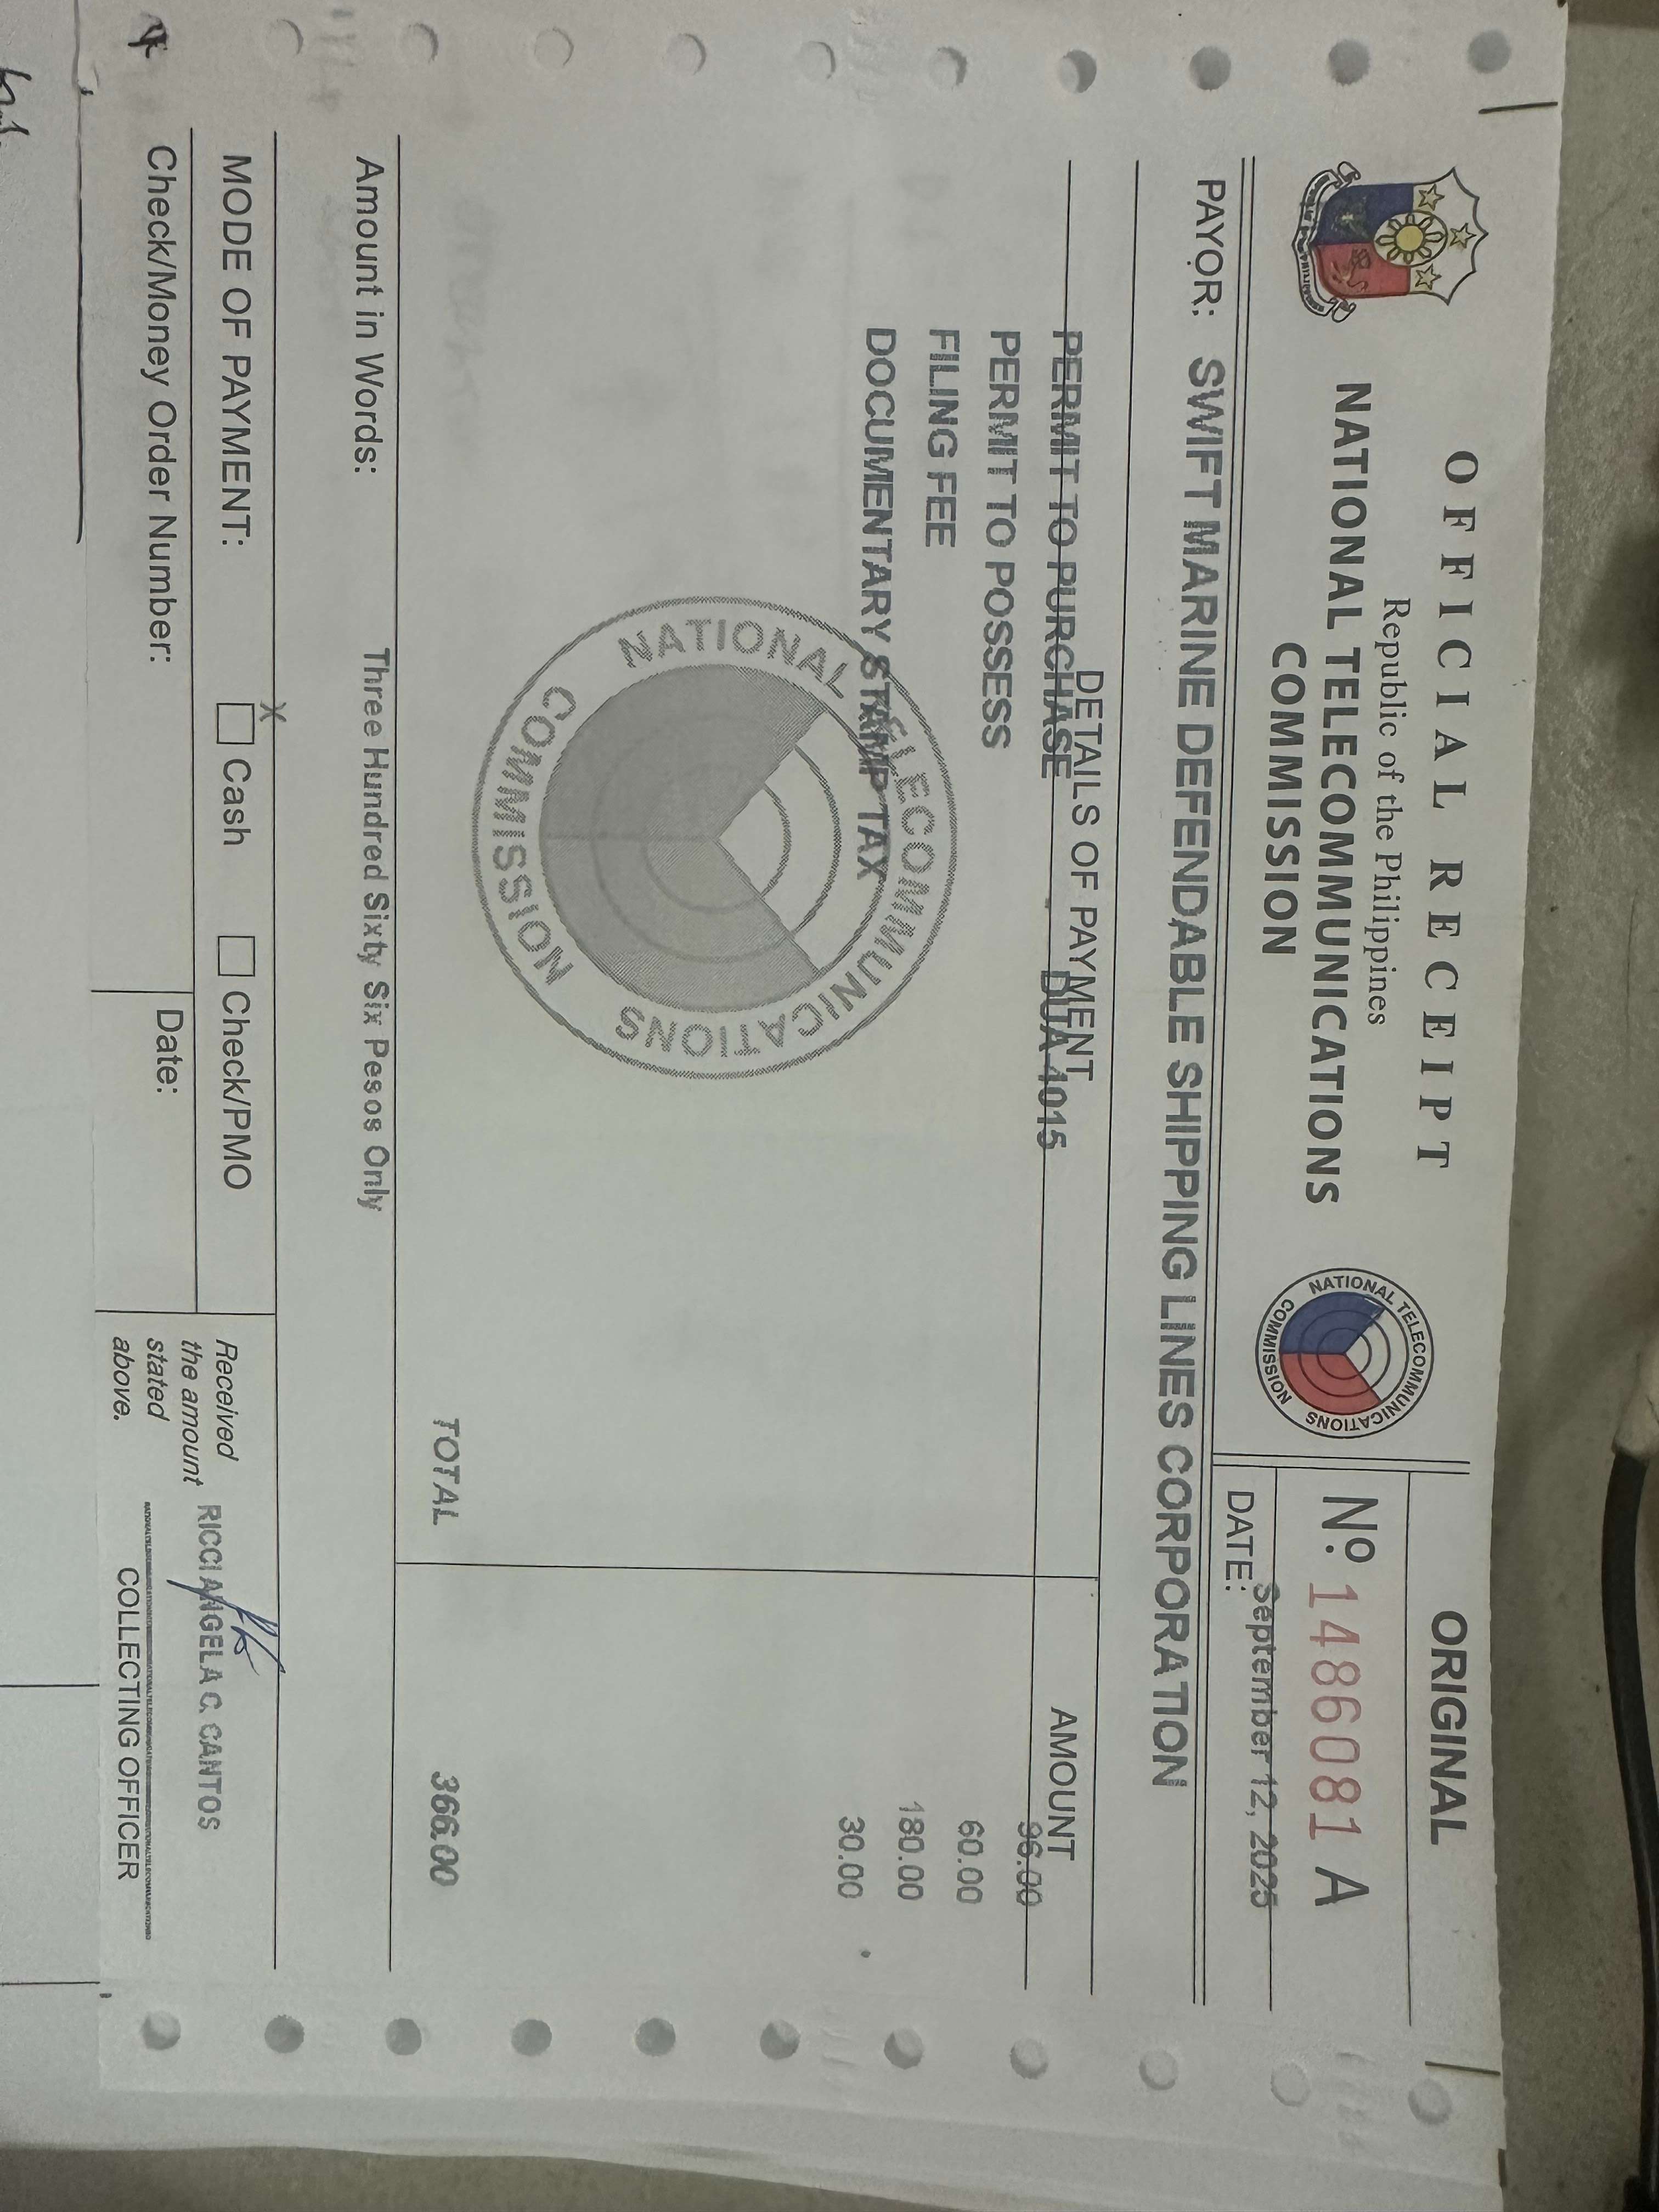 OFFICIAL RECEIPT
Republic of the Philippines
NATIONAL TELECOMMUNICATIONS
COMMISSION
NATIONAL TELECOMMUNICATIONS COMMISSION
ORIGINAL
Nº 1486081 A
DATE: September 12, 2025
PAYOR: SWIFT MARINE DEFENDABLE SHIPPING LINES CORPORATION
DETAILS OF PAYMENT AMOUNT
PERMIT TO PURCHASE - DUA 4015 96.00
PERMIT TO POSSESS 60.00
FILING FEE 180.00
DOCUMENTARY STAMP TAX 30.00
NATIONAL TELECOMMUNICATIONS COMMISSION
TOTAL 366.00
Amount in Words: Three Hundred Sixty Six Pesos Only
MODE OF PAYMENT: X Cash Check/PMO
Check/Money Order Number: Date:
Received
the amount
stated
above.
RICCI ANGELA C. CANTOS
COLLECTING OFFICER